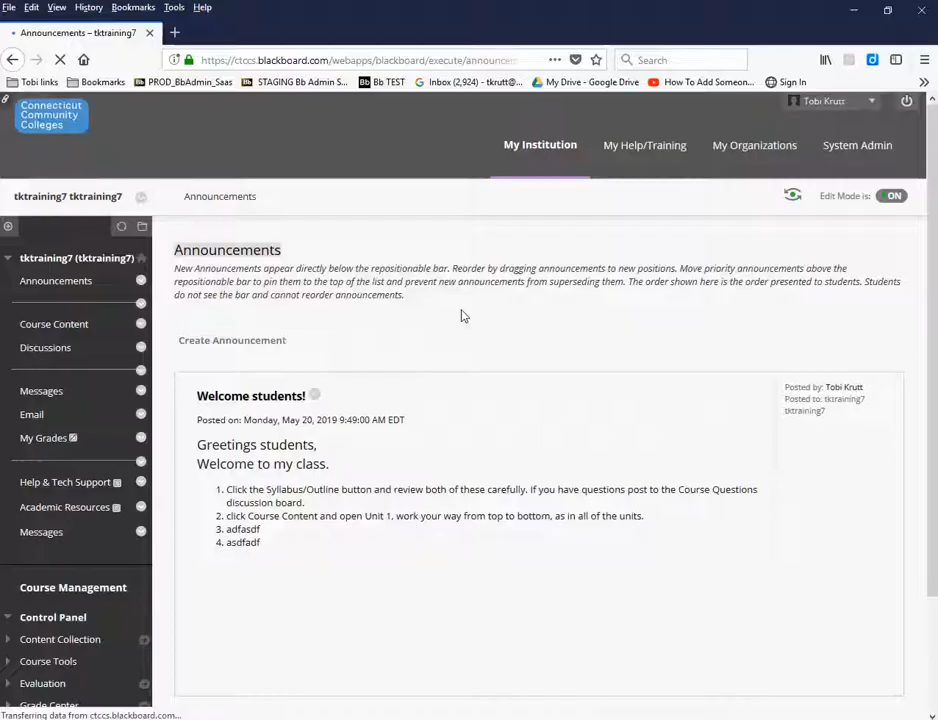 File Edit View History Bookmarks Tools Help
Announcements – tktraining7
https://ctccs.blackboard.com/webapps/blackboard/execute/announcem
Search
Tobi links Bookmarks PROD_BbAdmin_Saas STAGING Bb Admin S... Bb TEST Inbox (2,924) - tkrutt@... My Drive - Google Drive How To Add Someon... Sign In
Connecticut
Community
Colleges
Tobi Krutt
My Institution My Help/Training My Organizations System Admin
tktraining7 tktraining7 Announcements Edit Mode is: ON
tktraining7 (tktraining7)
Announcements
Course Content
Discussions
Messages
Email
My Grades
Help & Tech Support
Academic Resources
Messages
Course Management
Control Panel
Content Collection
Course Tools
Evaluation
Grade Center
Announcements
New Announcements appear directly below the repositionable bar. Reorder by dragging announcements to new positions. Move priority announcements above the
repositionable bar to pin them to the top of the list and prevent new announcements from superseding them. The order shown here is the order presented to students. Students
do not see the bar and cannot reorder announcements.
Create Announcement
Welcome students!
Posted on: Monday, May 20, 2019 9:49:00 AM EDT
Greetings students,
Welcome to my class.
1. Click the Syllabus/Outline button and review both of these carefully. If you have questions post to the Course Questions
discussion board.
2. click Course Content and open Unit 1, work your way from top to bottom, as in all of the units.
3. adfasdf
4. asdfadf
Posted by: Tobi Krutt
Posted to: tktraining7
tktraining7
Transferring data from ctccs.blackboard.com...